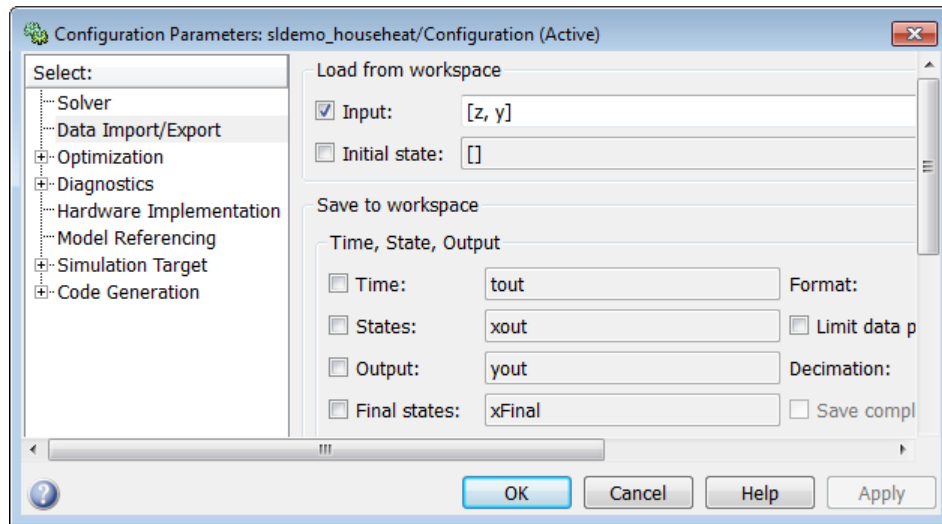 Configuration Parameters: sldemo_househeat/Configuration (Active)
Select:
Solver
Data Import/Export
Optimization
Diagnostics
Hardware Implementation
Model Referencing
Simulation Target
Code Generation
Load from workspace
Input: [z, y]
Initial state: []
Save to workspace
Time, State, Output
Time: tout Format:
States: xout Limit data p
Output: yout Decimation:
Final states: xFinal Save compl
OK Cancel Help Apply